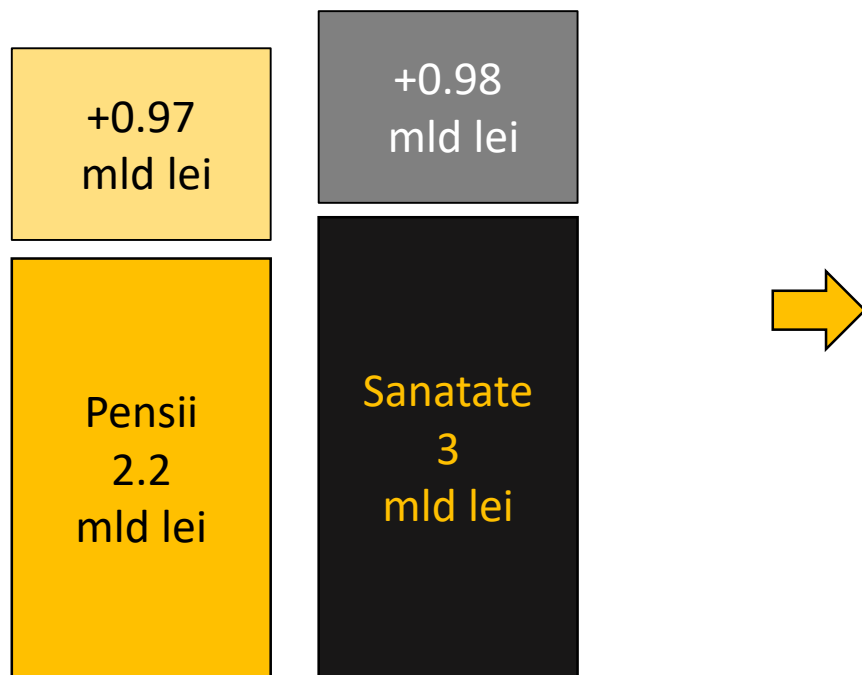 +0.97
mld lei
+0.98
mld lei
Pensii
2.2
mld lei
Sanatate
3
mld lei